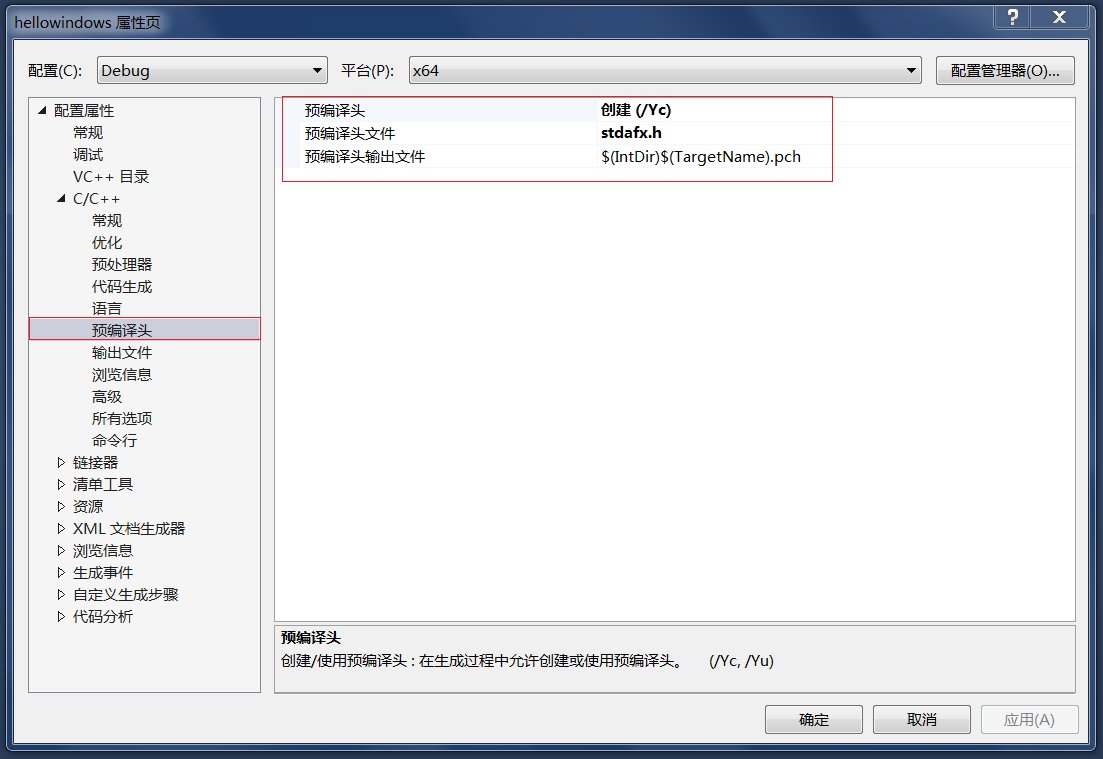 hellowindows 属性页
配置(C): Debug 平台(P): x64 配置管理器(O)...
配置属性
常规
调试
VC++ 目录
C/C++
常规
优化
预处理器
代码生成
语言
预编译头
输出文件
浏览信息
高级
所有选项
命令行
链接器
清单工具
资源
XML 文档生成器
浏览信息
生成事件
自定义生成步骤
代码分析
预编译头 创建 (/Yc)
预编译头文件 stdafx.h
预编译头输出文件 $(IntDir)$(TargetName).pch
预编译头
创建/使用预编译头 : 在生成过程中允许创建或使用预编译头。 (/Yc, /Yu)
确定 取消 应用(A)